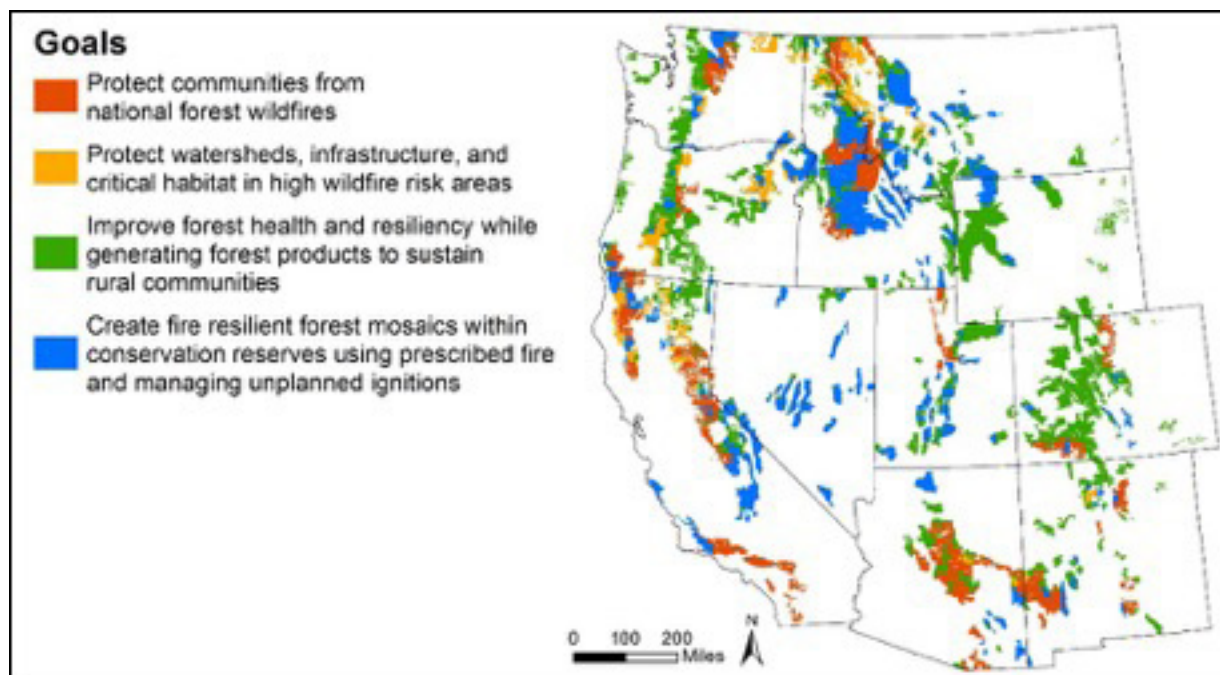 Goals
Protect communities from
national forest wildfires
Protect watersheds, infrastructure, and
critical habitat in high wildfire risk areas
Improve forest health and resiliency while
generating forest products to sustain
rural communities
Create fire resilient forest mosaics within
conservation reserves using prescribed fire
and managing unplanned ignitions
0 100 200
Miles
N